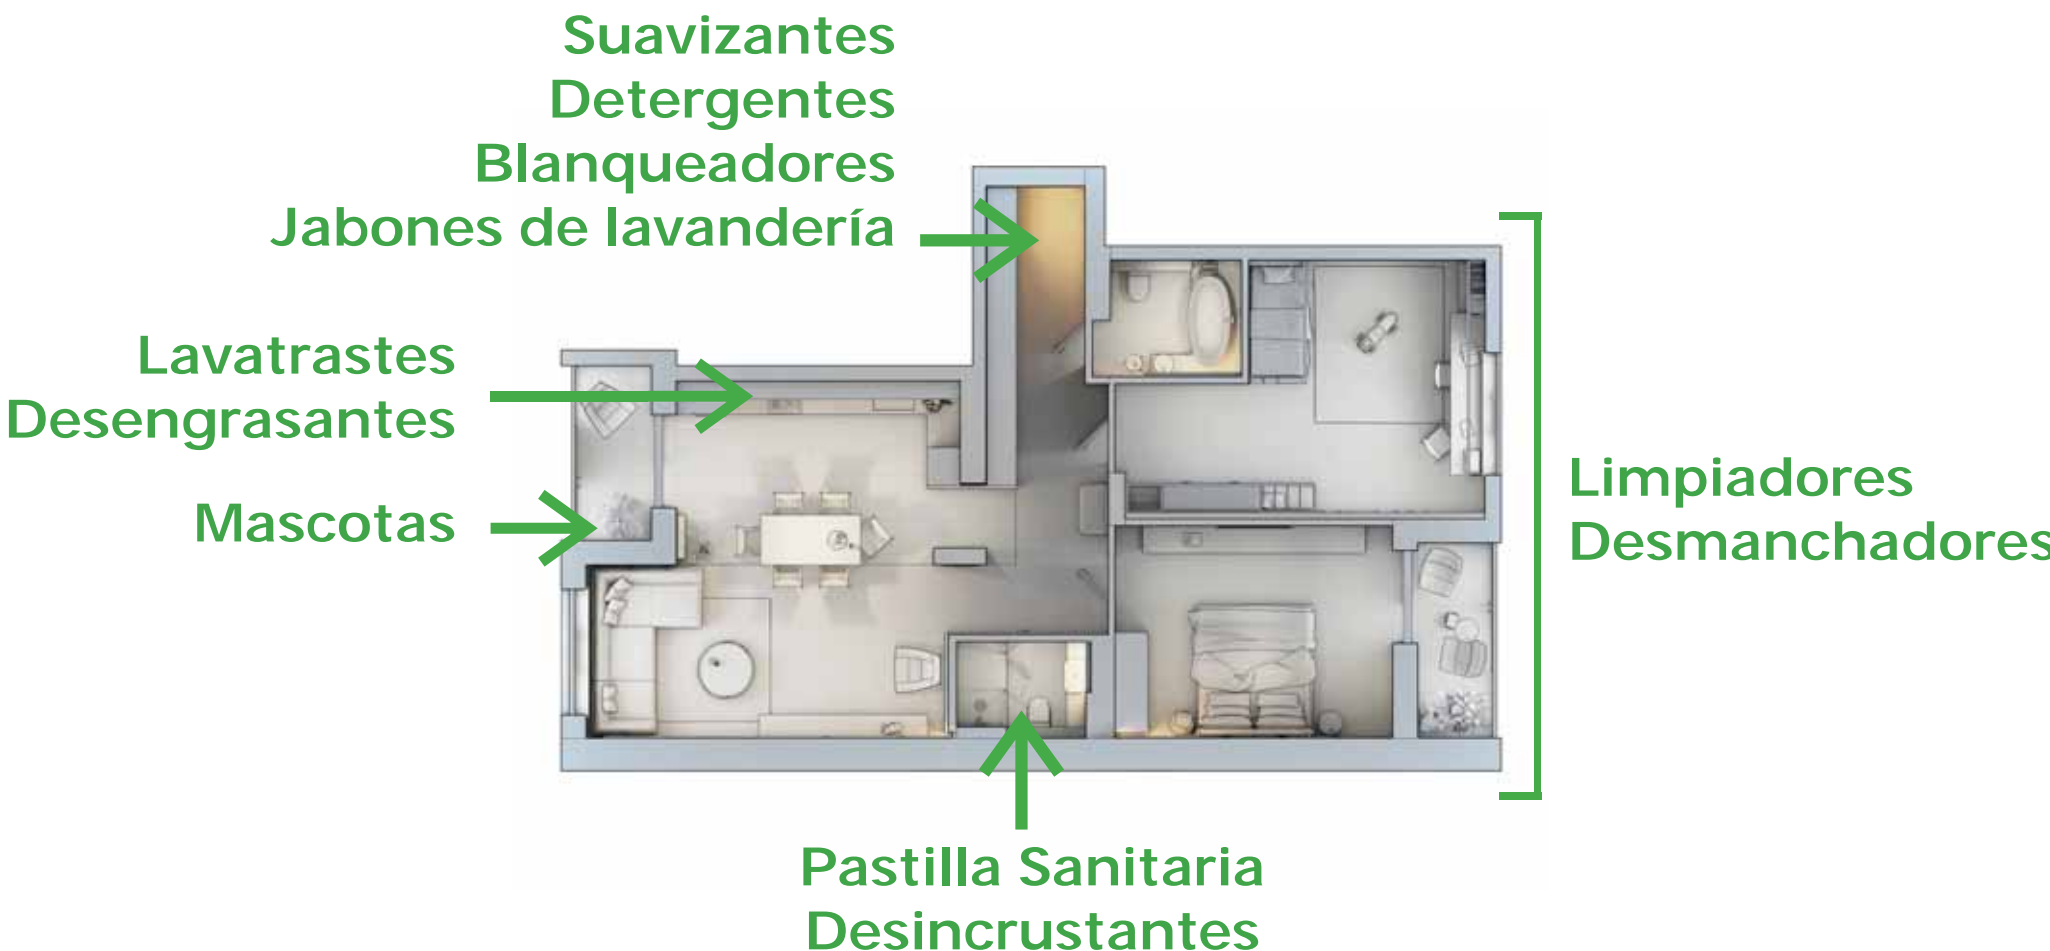 Suavizantes
Detergentes
Blanqueadores
Jabones de lavandería
Lavatrastes
Desengrasantes
Mascotas
Limpiadores
Desmanchadores
Pastilla Sanitaria
Desincrustantes